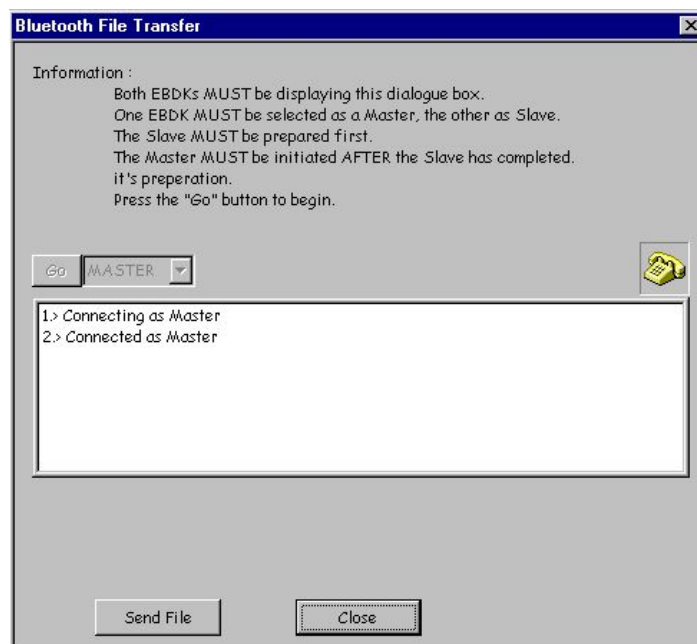 Bluetooth File Transfer
Information :
Both EBDKs MUST be displaying this dialogue box.
One EBDK MUST be selected as a Master, the other as Slave.
The Slave MUST be prepared first.
The Master MUST be initiated AFTER the Slave has completed.
it's preperation.
Press the "Go" button to begin.
Go MASTER
1.> Connecting as Master
2.> Connected as Master
Send File Close